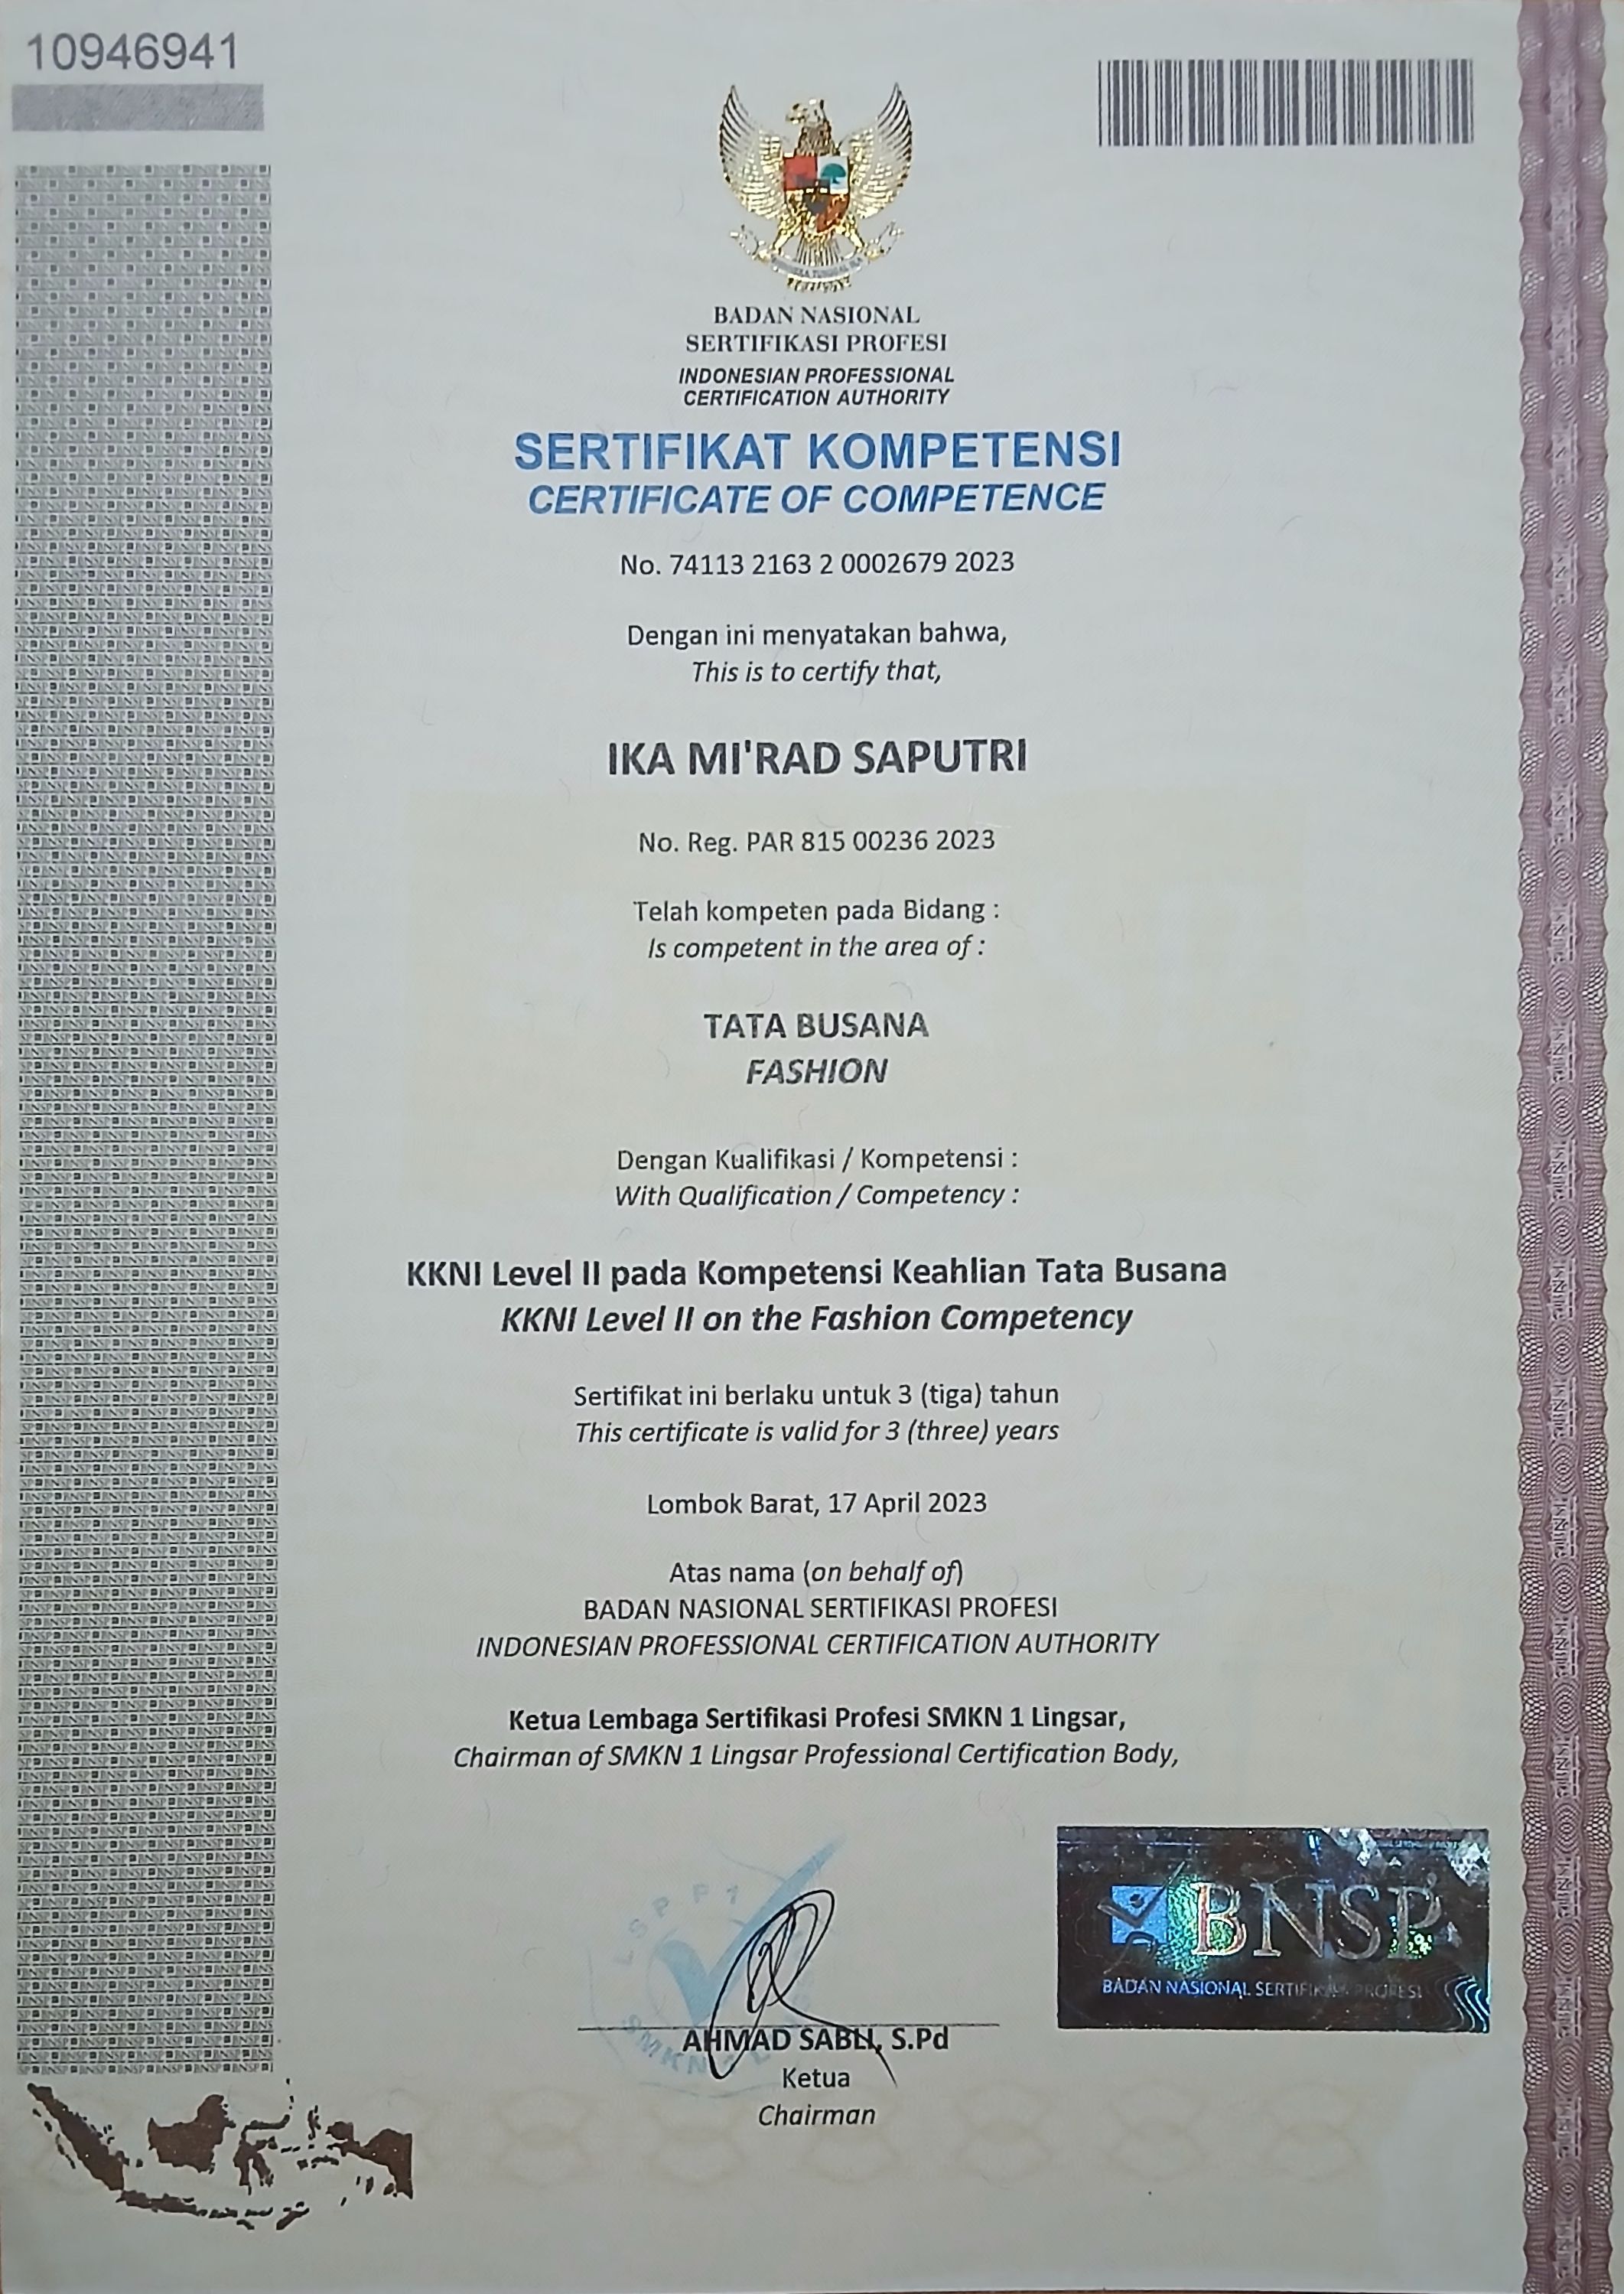 10946941
BADAN NASIONAL
SERTIFIKASI PROFESI
INDONESIAN PROFESSIONAL
CERTIFICATION AUTHORITY
SERTIFIKAT KOMPETENSI
CERTIFICATE OF COMPETENCE
No. 74113 2163 2 0002679 2023
Dengan ini menyatakan bahwa,
This is to certify that,
IKA MI'RAD SAPUTRI
No. Reg. PAR 815 00236 2023
Telah kompeten pada Bidang :
Is competent in the area of :
TATA BUSANA
FASHION
Dengan Kualifikasi / Kompetensi :
With Qualification / Competency :
KKNI Level II pada Kompetensi Keahlian Tata Busana
KKNI Level II on the Fashion Competency
Sertifikat ini berlaku untuk 3 (tiga) tahun
This certificate is valid for 3 (three) years
Lombok Barat, 17 April 2023
Atas nama (on behalf of)
BADAN NASIONAL SERTIFIKASI PROFESI
INDONESIAN PROFESSIONAL CERTIFICATION AUTHORITY
Ketua Lembaga Sertifikasi Profesi SMKN 1 Lingsar,
Chairman of SMKN 1 Lingsar Professional Certification Body,
LSP P1
SMKN
BNSP
BADAN NASIONAL SERTIFIKASI PROFESI
AHMAD SABLI, S.Pd
Ketua
Chairman